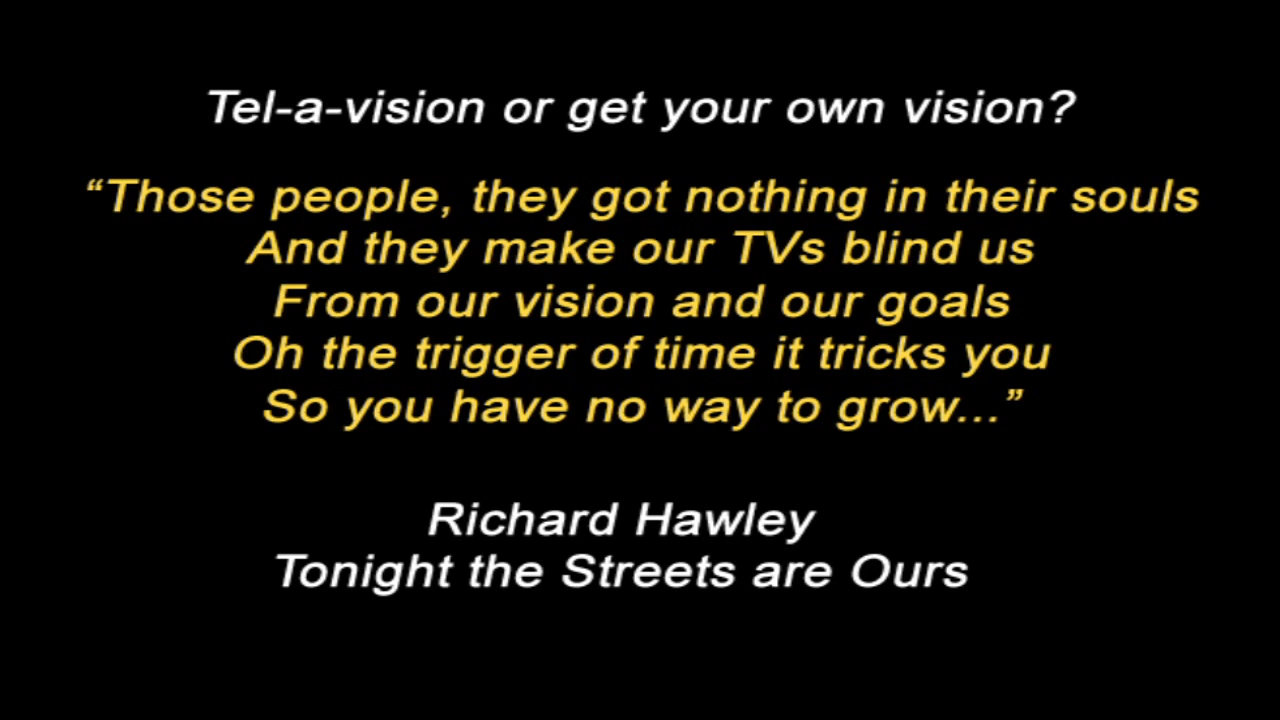 Tel-a-vision or get your own vision?
“Those people, they got nothing in their souls
And they make our TVs blind us
From our vision and our goals
Oh the trigger of time it tricks you
So you have no way to grow...”
Richard Hawley
Tonight the Streets are Ours